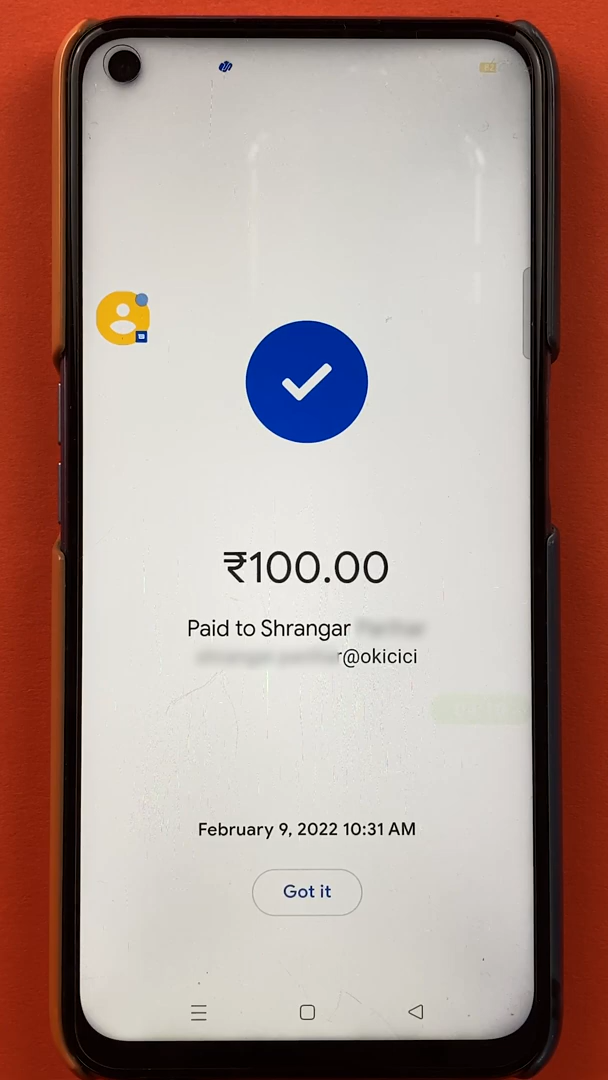 ₹100.00
Paid to Shrangar
r@okicici
February 9, 2022 10:31 AM
Got it